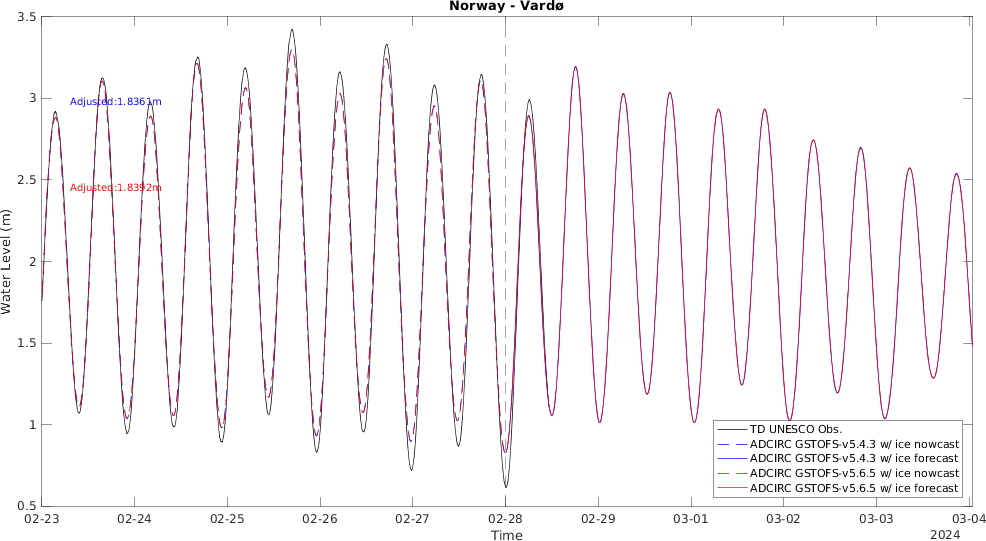 Norway - Vardø
3.5
3
2.5
2
1.5
1
0.5
Water Level (m)
Adjusted:1.8361m
Adjusted:1.8392m
TD UNESCO Obs.
ADCIRC GSTOFS-v5.4.3 w/ ice nowcast
ADCIRC GSTOFS-v5.4.3 w/ ice forecast
ADCIRC GSTOFS-v5.6.5 w/ ice nowcast
ADCIRC GSTOFS-v5.6.5 w/ ice forecast
02-23 02-24 02-25 02-26 02-27 02-28 02-29 03-01 03-02 03-03 03-04
Time
2024